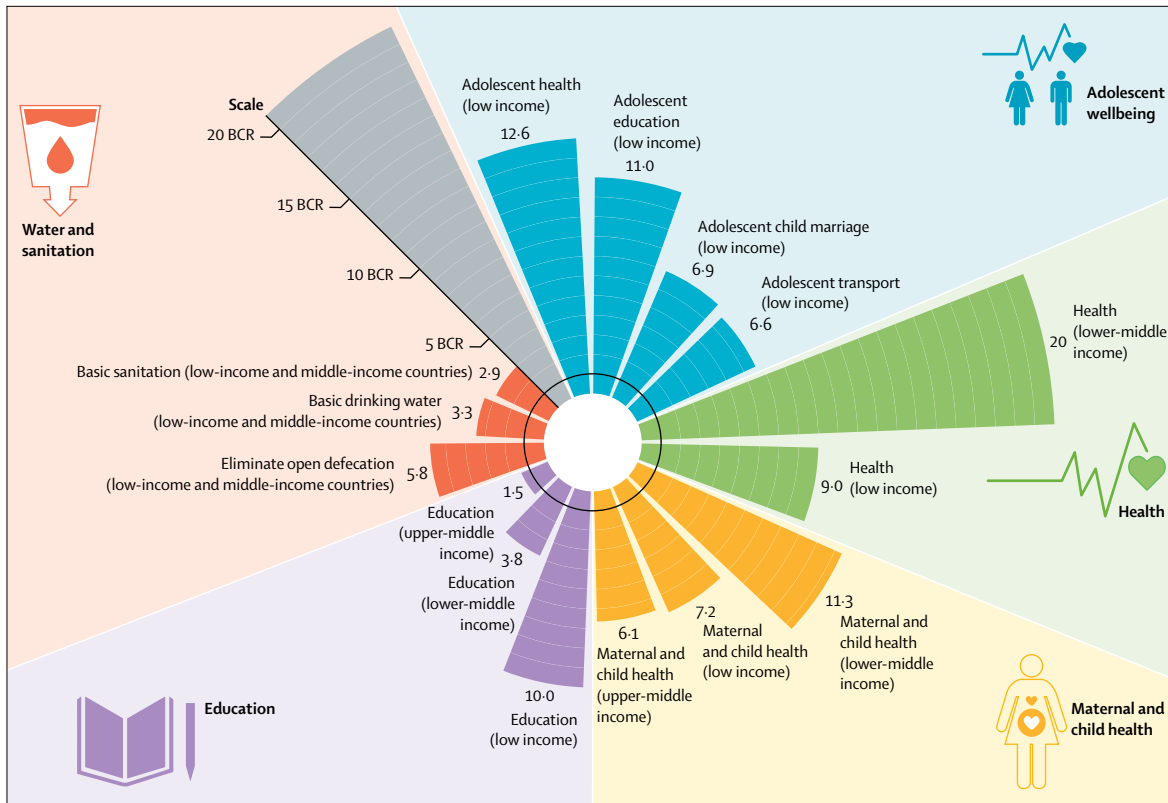 Scale
20 BCR
15 BCR
10 BCR
5 BCR
Water and
sanitation
Basic sanitation (low-income and middle-income countries)
2·9
Basic drinking water
(low-income and middle-income countries)
3·3
Eliminate open defecation
(low-income and middle-income countries)
5·8
Adolescent health
(low income)
12·6
Adolescent
education
(low income)
11·0
Adolescent child marriage
(low income)
6·9
Adolescent transport
(low income)
6·6
Adolescent
wellbeing
Health
(lower-middle
income)
20
Health
(low income)
9·0
Health
11·3
Maternal and
child health
(lower-middle
income)
7·2
Maternal
and child health
(low income)
6·1
Maternal and
child health
(upper-middle
income)
Maternal and
child health
1·5
Education
(upper-middle
income)
3·8
Education
(lower-middle
income)
10·0
Education
(low income)
Education